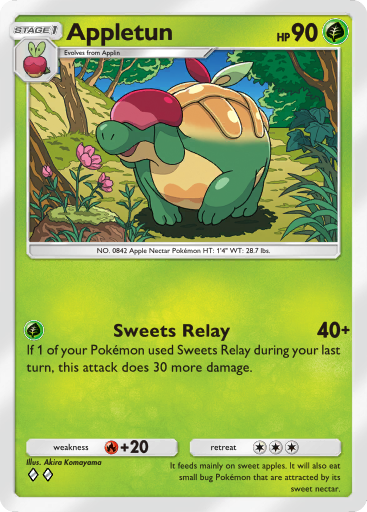 STAGE 1
Appletun
HP 90
Evolves from Applin
NO. 0842 Apple Nectar Pokémon HT: 1'4" WT: 28.7 lbs.
Sweets Relay 40+
If 1 of your Pokémon used Sweets Relay during your last
turn, this attack does 30 more damage.
weakness +20
retreat
Illus. Akira Komayama
It feeds mainly on sweet apples. It will also eat
small bug Pokémon that are attracted by its
sweet nectar.